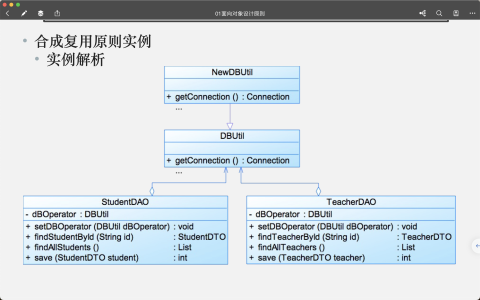 01面向对象设计原则
• 合成复用原则实例
• 实例解析
NewDBUtil
+ getConnection () : Connection
...
DBUtil
+ getConnection () : Connection
...
StudentDAO
- dBOperator : DBUtil
+ setDBOperator (DBUtil dBOperator) : void
+ findStudentById (String id) : StudentDTO
+ findAllStudents () : List
+ save (StudentDTO student) : int
TeacherDAO
- dBOperator : DBUtil
+ setDBOperator (DBUtil dBOperator) : void
+ findTeacherById (String id) : TeacherDTO
+ findAllTeachers () : List
+ save (TeacherDTO teacher) : int